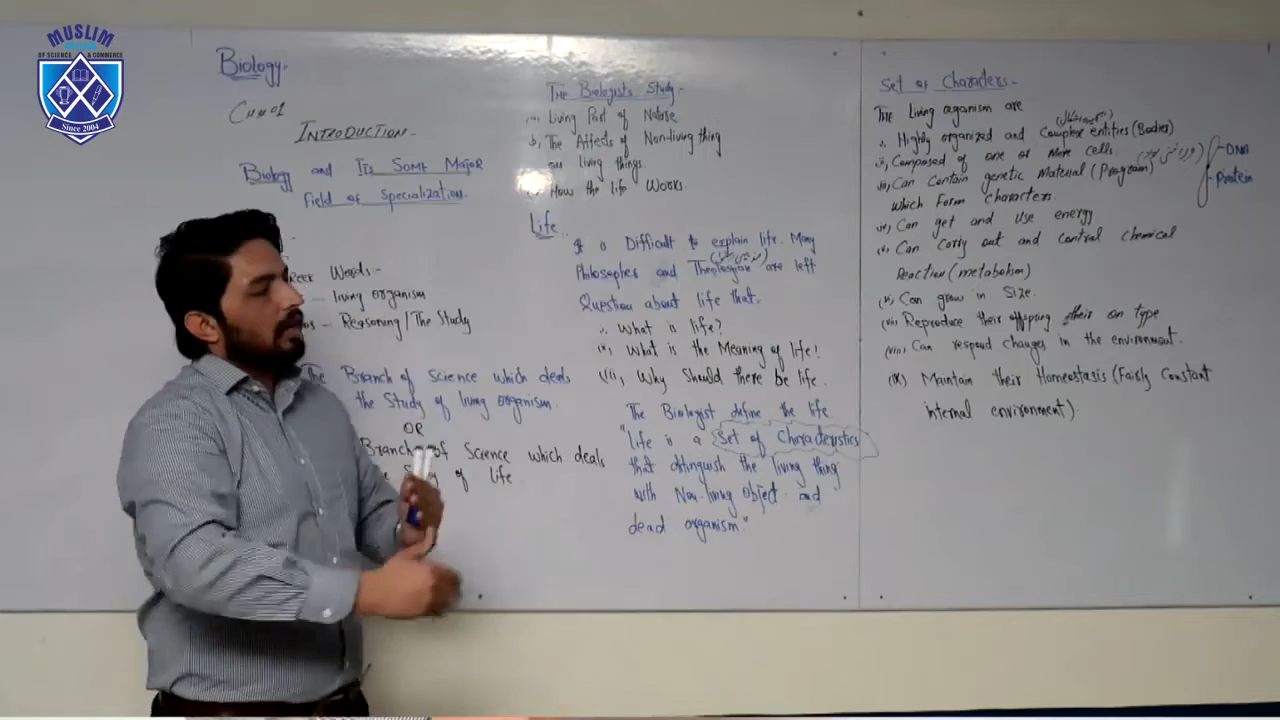 MUSLIM
OF SCIENCE & COMMERCE
Since 2004
Biology-
CH#01
INTRODUCTION-
Biology and Its Some Major
Field of Specialization.
Words:-
- living organism
- Reasoning/The Study
The Branch of Science which deals
the Study of living organism.
OR
Branch of Science which deals
of life
The Biologists Study-
(i) Living Part of Nature
(ii) The Affects of Non-living thing
on living things.
How the life Works.
Life-
is Difficult to explain life. Many
Philosopher and Theologian are left
Question about life that.
i. What is life?
(ii) What is the Meaning of life!
(iii) Why Should there be life.
The Biologist define the life
"Life is a Set of Characteristics
that distinguish the living thing
with Non-living Object and
dead organism."
Set of Characters-
The Living organism are
Highly organized and Complex entities (Bodies)
(ii) Composed of one or More cells
(iii) Can Contain genetic Material (Program)
DNA
Protein
which Form characters.
(iv) Can get and use energy
(v) Can Carry out and control chemical
Reaction (metabolism)
(vi) Can grow in Size.
(vii) Reproduce their offspring their on type
(viii) Can respond changes in the environment.
(ix) Maintain their Homeostasis (Fairly Constant
internal environment)